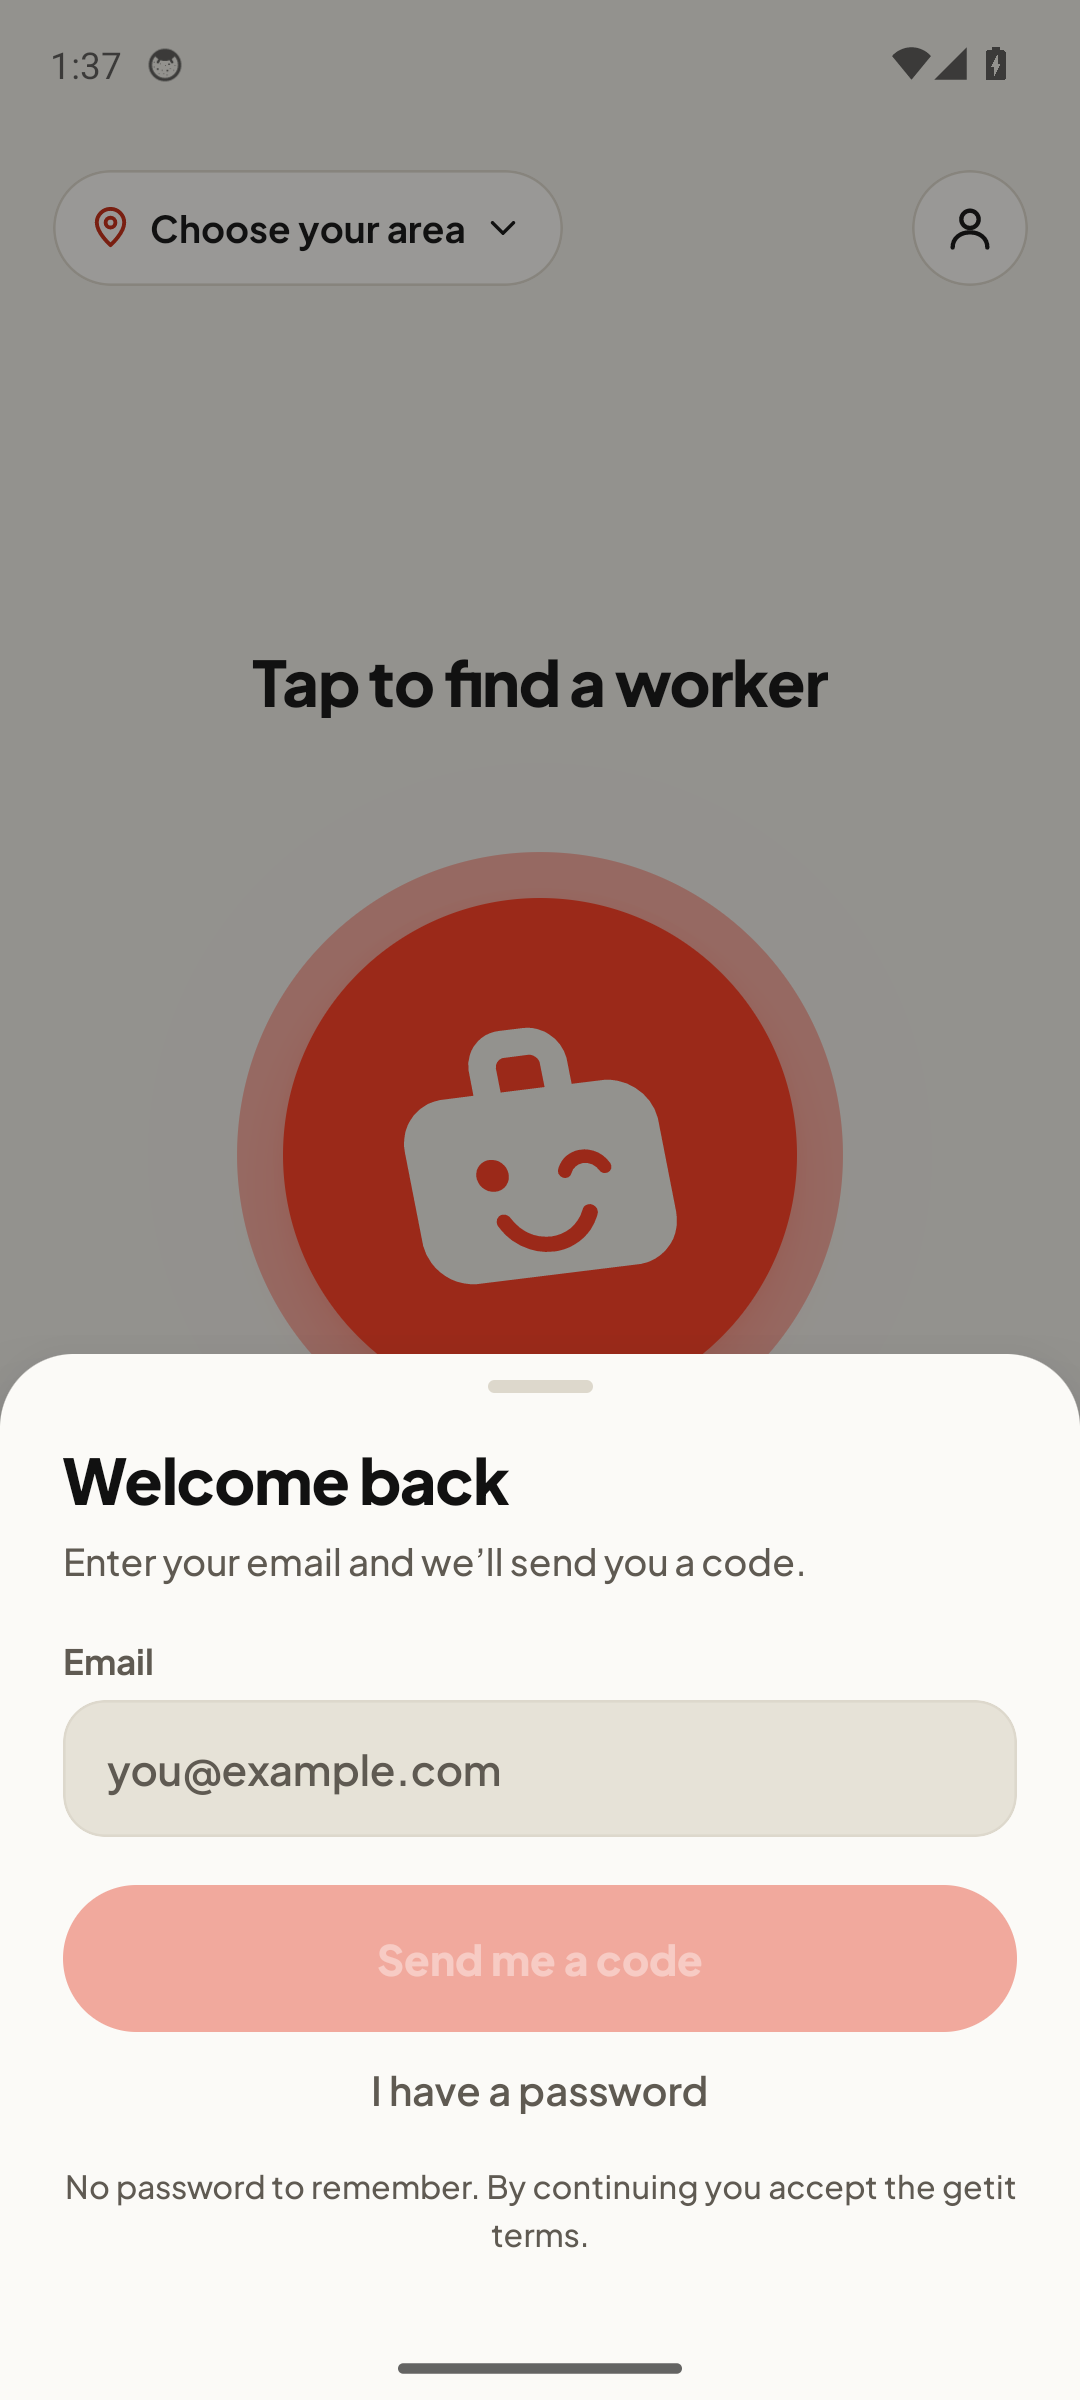 1:37
Choose your area
Tap to find a worker
Welcome back
Enter your email and we’ll send you a code.
Email
you@example.com
Send me a code
I have a password
No password to remember. By continuing you accept the getit
terms.